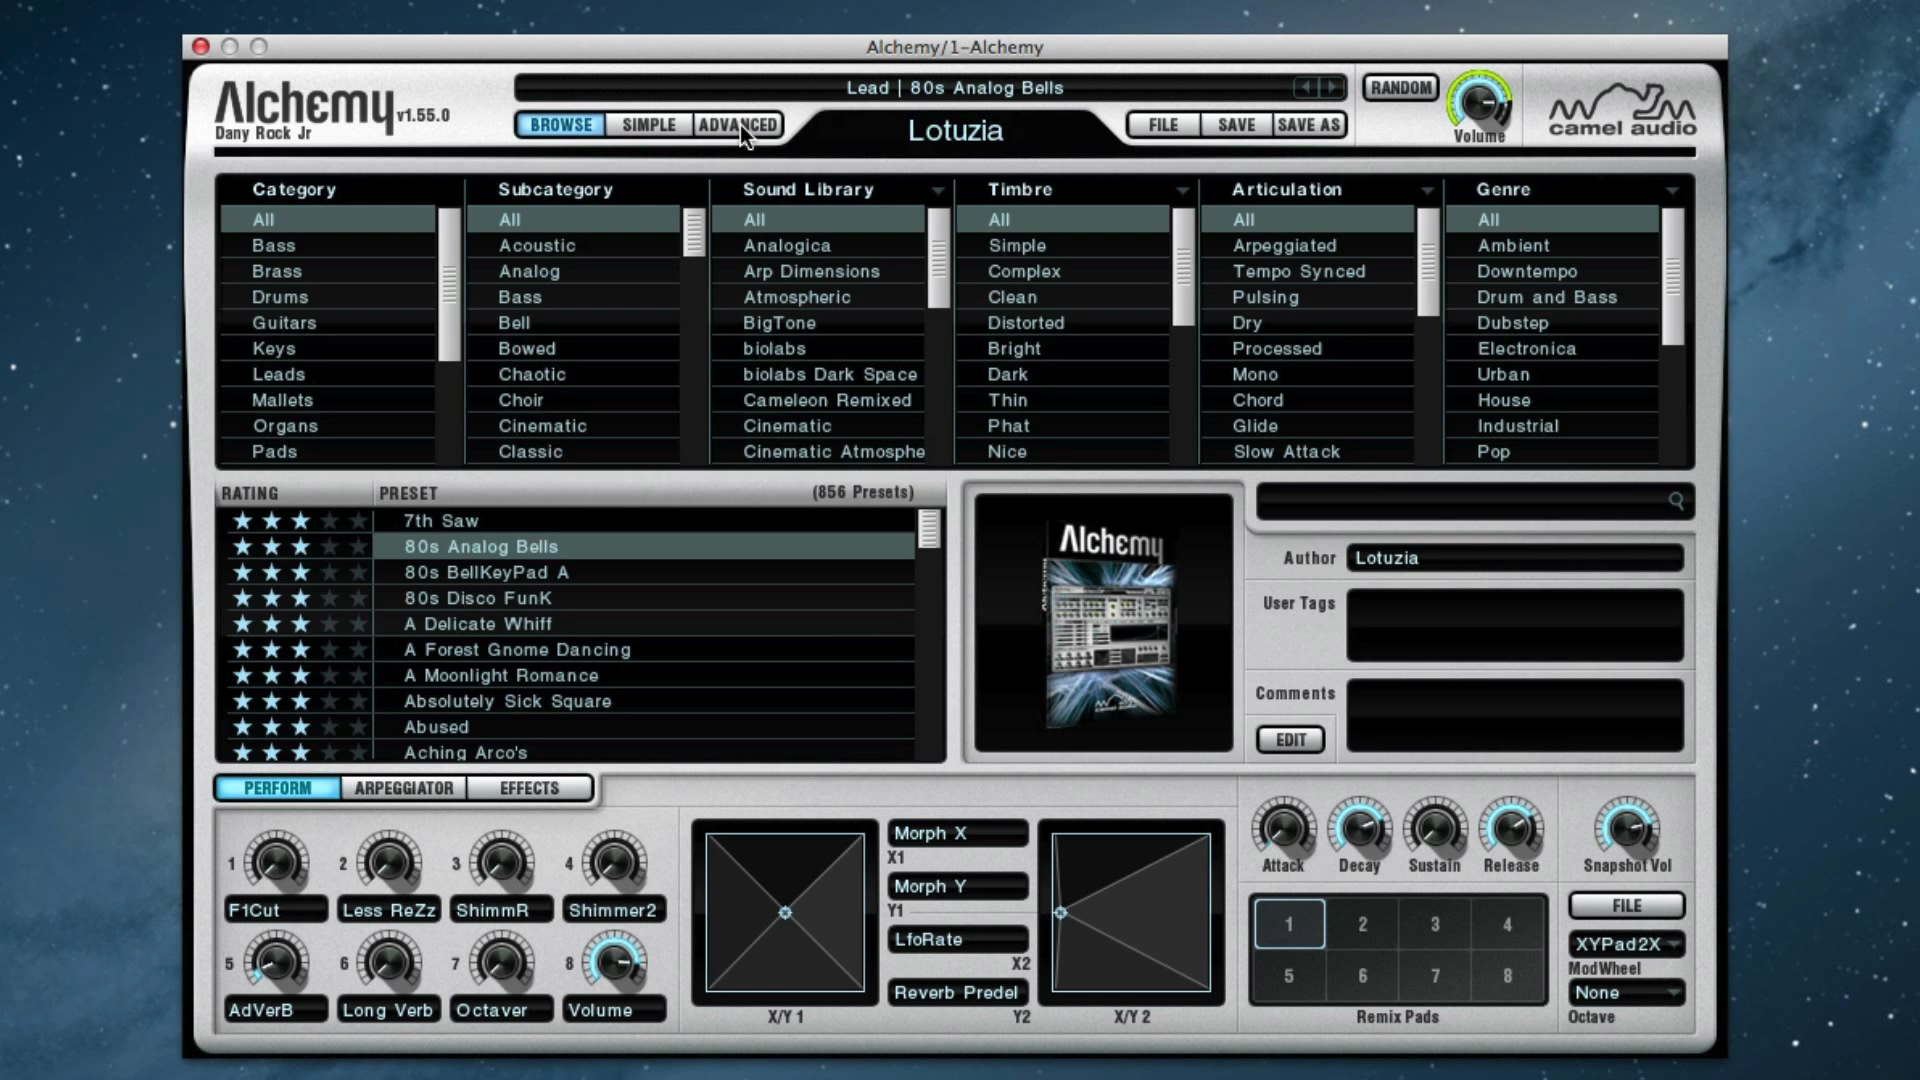 Alchemy/1-Alchemy
Alchemy v1.55.0
Dany Rock Jr
Lead | 80s Analog Bells
BROWSE SIMPLE ADVANCED
Lotuzia
FILE SAVE SAVE AS
RANDOM
Volume
camel audio
Category Subcategory Sound Library Timbre Articulation Genre
All All All All All All
Bass Acoustic Analogica Simple Arpeggiated Ambient
Brass Analog Arp Dimensions Complex Tempo Synced Downtempo
Drums Bass Atmospheric Clean Pulsing Drum and Bass
Guitars Bell BigTone Distorted Dry Dubstep
Keys Bowed biolabs Bright Processed Electronica
Leads Chaotic biolabs Dark Space Dark Mono Urban
Mallets Choir Cameleon Remixed Thin Chord House
Organs Cinematic Cinematic Phat Glide Industrial
Pads Classic Cinematic Atmosphe Nice Slow Attack Pop
RATING PRESET (856 Presets)
7th Saw
80s Analog Bells
80s BellKeyPad A
80s Disco FunK
A Delicate Whiff
A Forest Gnome Dancing
A Moonlight Romance
Absolutely Sick Square
Abused
Aching Arco's
Alchemy
Author Lotuzia
User Tags
Comments
EDIT
PERFORM ARPEGGIATOR EFFECTS
1 2 3 4
F1Cut Less ReZz ShimmR Shimmer2
5 6 7 8
AdVerB Long Verb Octaver Volume
X/Y 1
Morph X
X1
Morph Y
Y1
LfoRate
X2
Reverb Predel
Y2
X/Y 2
Attack Decay Sustain Release
1 2 3 4
5 6 7 8
Remix Pads
Snapshot Vol
FILE
XYPad2X
ModWheel
None
Octave